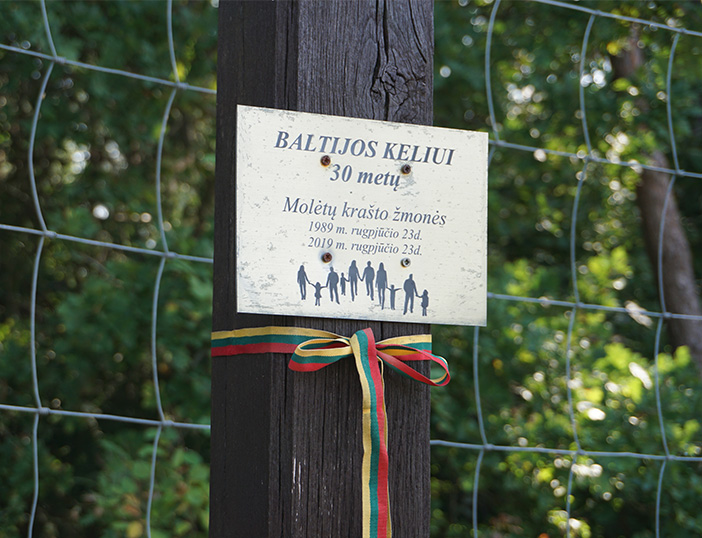 BALTIJOS KELIUI
30 metų
Molėtų krašto žmonės
1989 m. rugpjūčio 23d.
2019 m. rugpjūčio 23d.